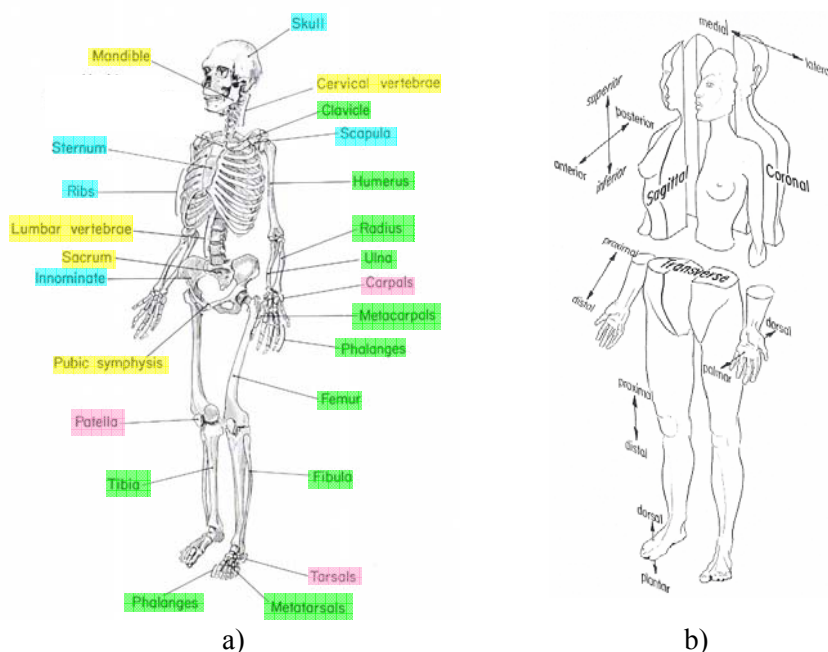 Skull
Mandible
Cervical vertebrae
Clavicle
Scapula
Sternum
Humerus
Ribs
Radius
Lumbar vertebrae
Ulna
Sacrum
Innominate
Carpals
Metacarpals
Phalanges
Pubic symphysis
Femur
Patella
Tibia
Fibula
Tarsals
Phalanges
Metatarsals
a)
medial
lateral
superior
posterior
anterior
inferior
Sagittal
Coronal
proximal
Transverse
distal
dorsal
palmar
proximal
distal
dorsal
plantar
b)